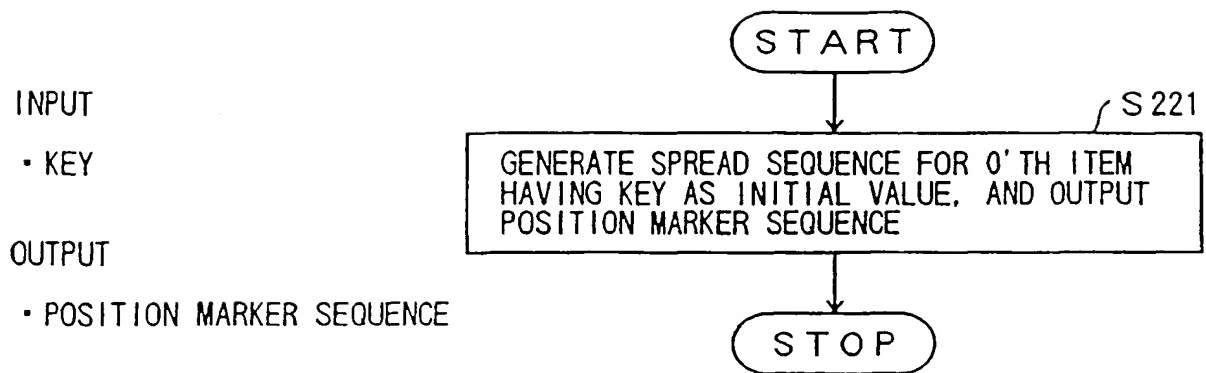 START
S221
INPUT
・KEY
OUTPUT
・POSITION MARKER SEQUENCE
GENERATE SPREAD SEQUENCE FOR 0'TH ITEM
HAVING KEY AS INITIAL VALUE, AND OUTPUT
POSITION MARKER SEQUENCE
STOP